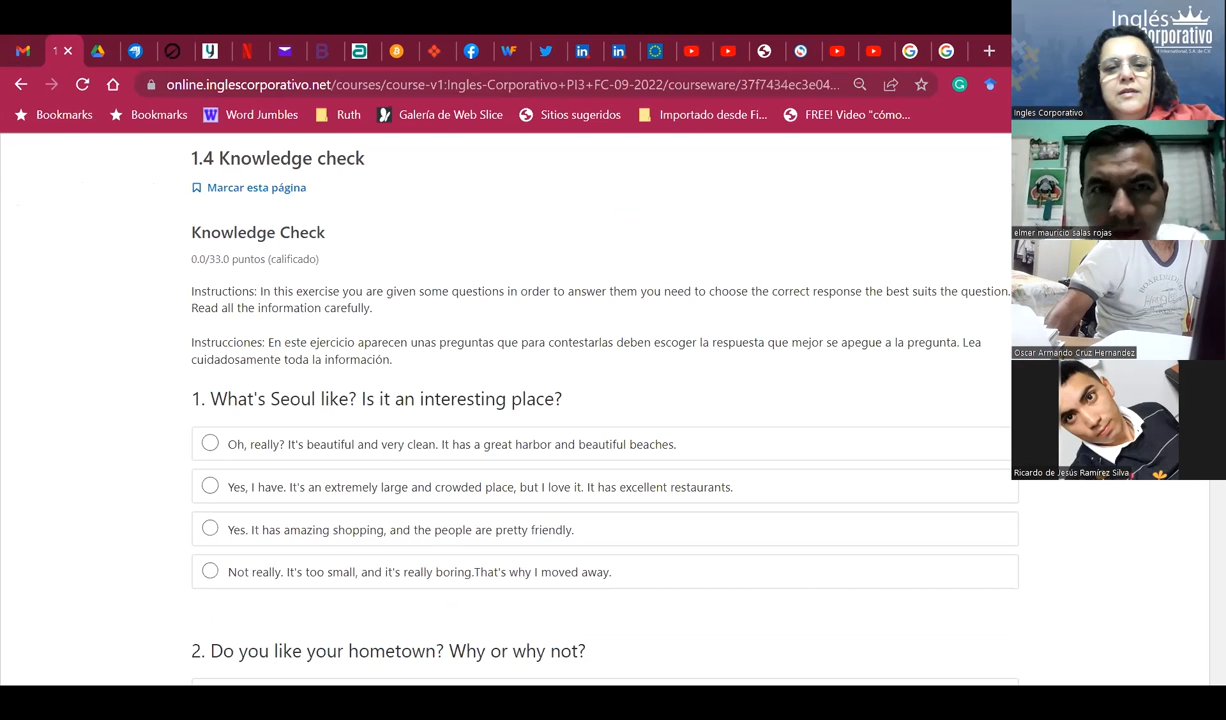 1
online.inglescorporativo.net/courses/course-v1:Ingles-Corporativo+PI3+FC-09-2022/courseware/37f7434ec3e04...
Bookmarks
Bookmarks
Word Jumbles
Ruth
Galería de Web Slice
Sitios sugeridos
Importado desde Fi...
FREE! Video "cómo...
1.4 Knowledge check
Marcar esta página
Knowledge Check
0.0/33.0 puntos (calificado)
Instructions: In this exercise you are given some questions in order to answer them you need to choose the correct response the best suits the question.
Read all the information carefully.
Instrucciones: En este ejercicio aparecen unas preguntas que para contestarlas deben escoger la respuesta que mejor se apegue a la pregunta. Lea
cuidadosamente toda la información.
1. What's Seoul like? Is it an interesting place?
Oh, really? It's beautiful and very clean. It has a great harbor and beautiful beaches.
Yes, I have. It's an extremely large and crowded place, but I love it. It has excellent restaurants.
Yes. It has amazing shopping, and the people are pretty friendly.
Not really. It's too small, and it's really boring.That's why I moved away.
2. Do you like your hometown? Why or why not?
Inglés
orporativo
Ingles Corporativo
elmer mauricio salas rojas
Oscar Armando Cruz Hernandez
Ricardo de Jesús Ramírez Silva